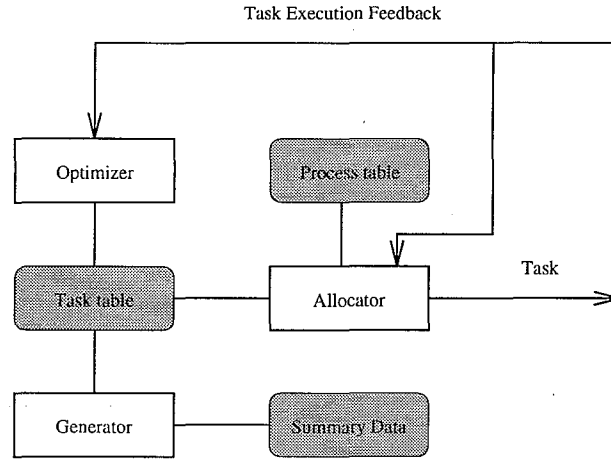 Task Execution Feedback
Optimizer
Process table
Task table
Allocator
Task
Generator
Summary Data